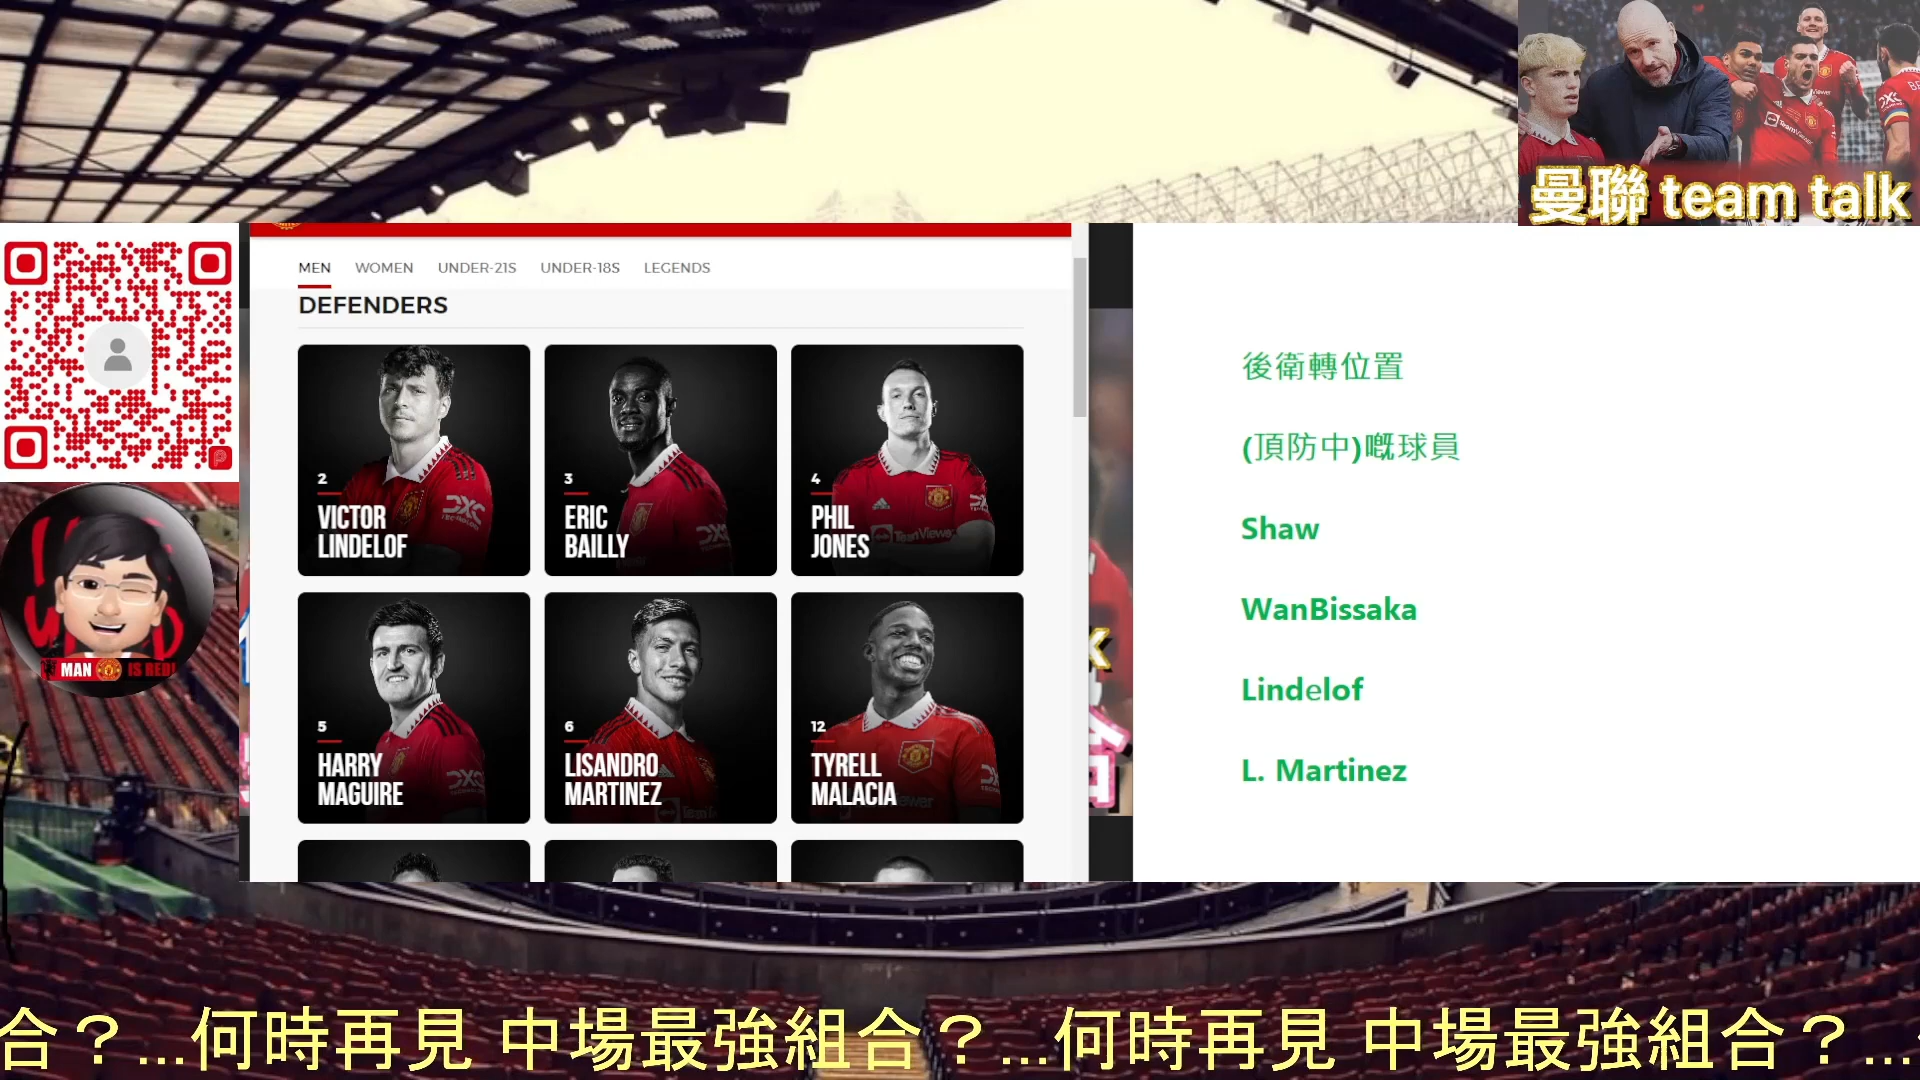 曼聯 team talk
MEN WOMEN UNDER-21S UNDER-18S LEGENDS
DEFENDERS
2
VICTOR
LINDELOF
3
ERIC
BAILLY
4
PHIL
JONES
5
HARRY
MAGUIRE
6
LISANDRO
MARTINEZ
12
TYRELL
MALACIA
MAN IS RED!
後衛轉位置
(頂防中)嘅球員
Shaw
WanBissaka
Lindelof
L. Martinez
合？...何時再見 中場最強組合？...何時再見 中場最強組合？...